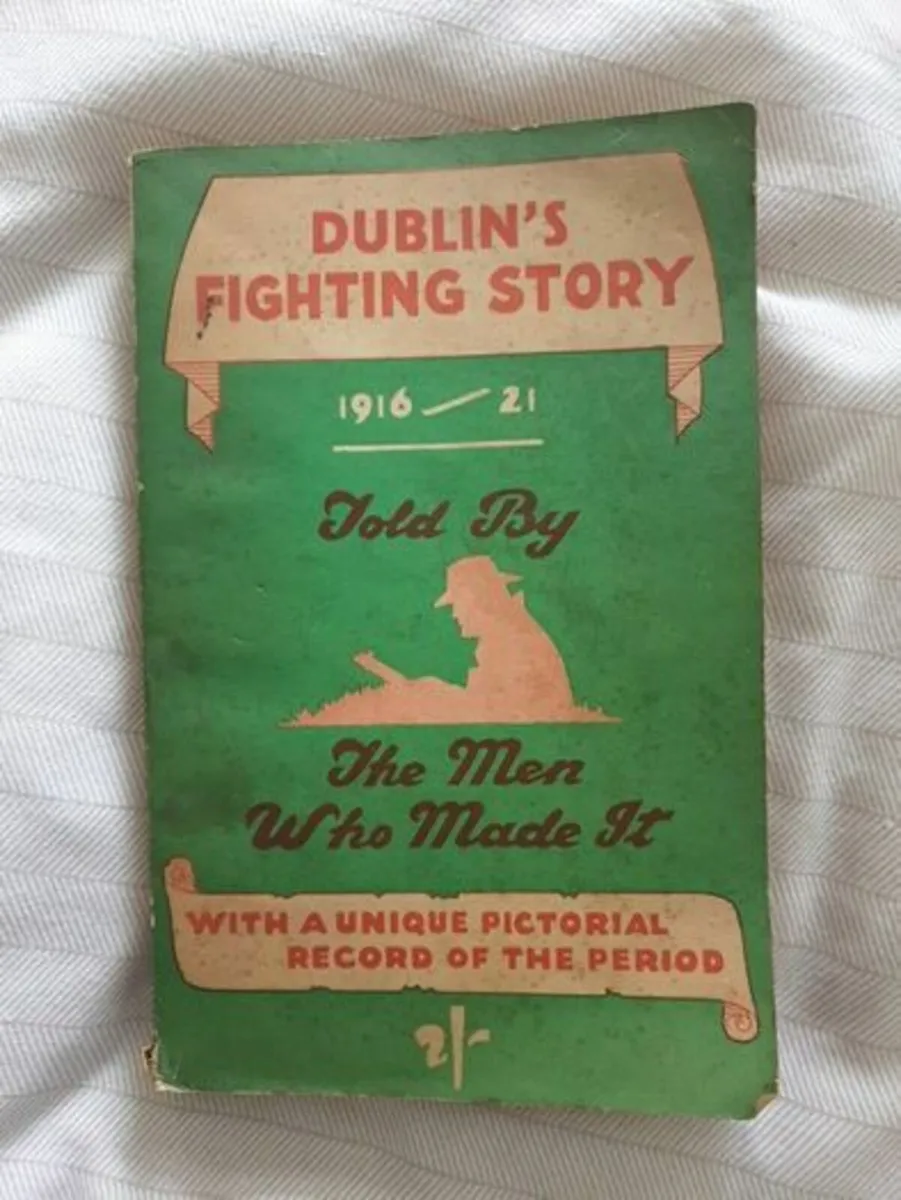 DUBLIN'S
FIGHTING STORY
1916 — 21
Told By
The Men
Who Made It
WITH A UNIQUE PICTORIAL
RECORD OF THE PERIOD
2/-